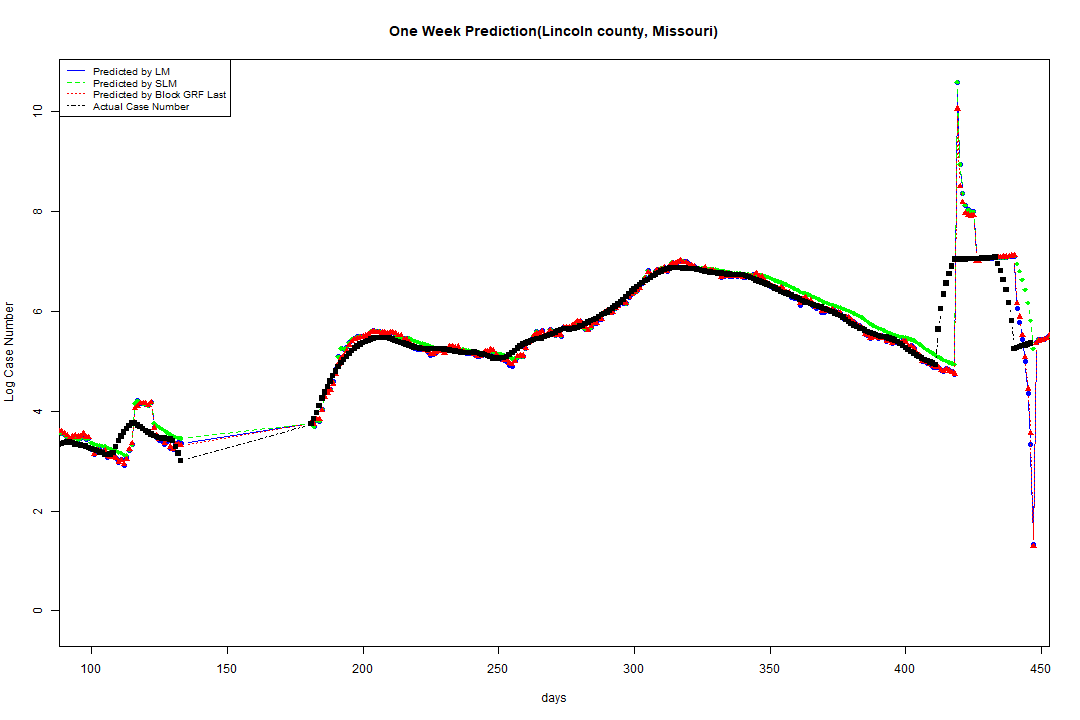 One Week Prediction(Lincoln county, Missouri)
Predicted by LM
Predicted by SLM
Predicted by Block GRF Last
Actual Case Number
Log Case Number
10
8
6
4
2
0
100 150 200 250 300 350 400 450
days